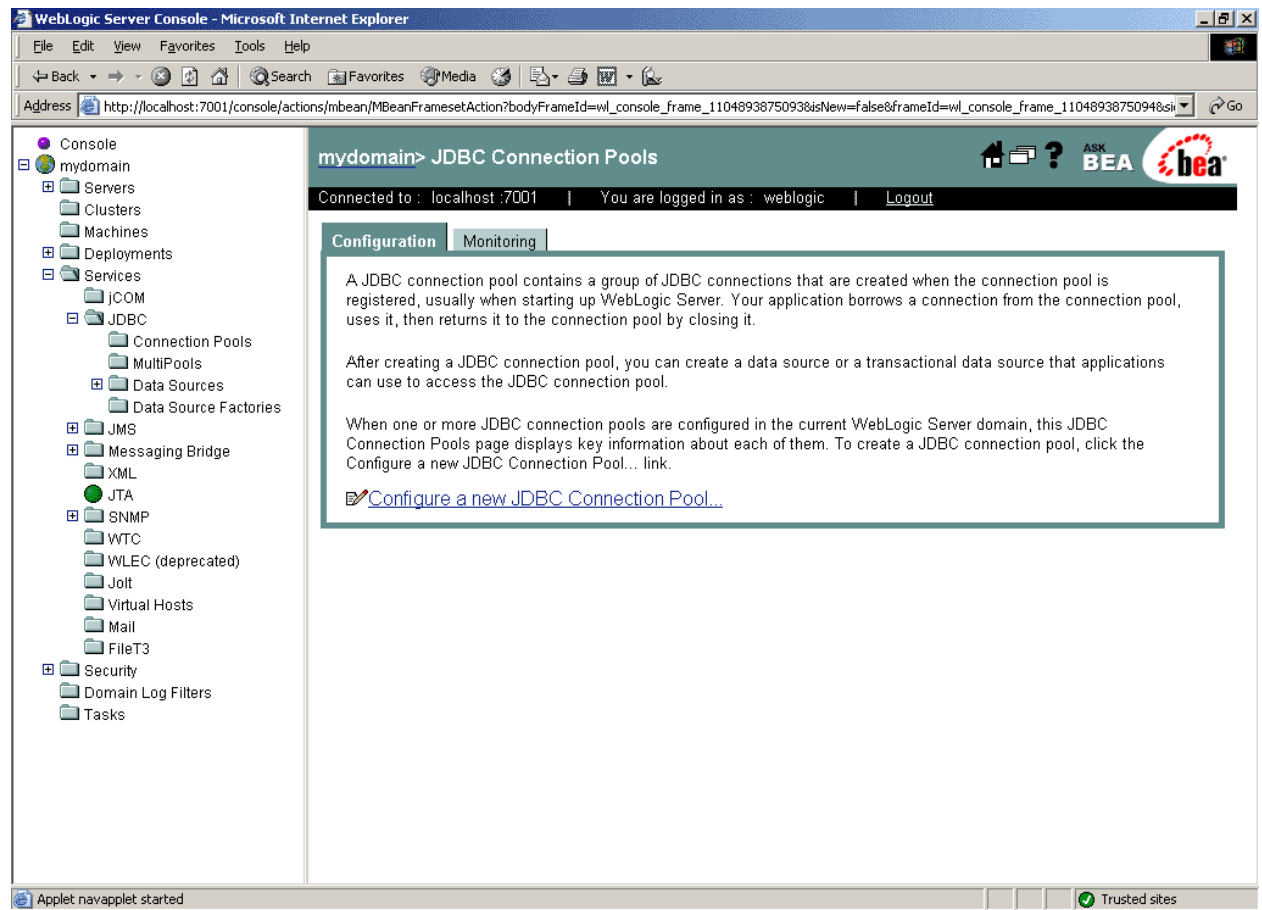 WebLogic Server Console - Microsoft Internet Explorer
File Edit View Favorites Tools Help
Back Search Favorites Media
Address http://localhost:7001/console/actions/mbean/MBeanFramesetAction?bodyFrameId=wl_console_frame_1104893875093&isNew=false&frameId=wl_console_frame_1104893875094&si Go
Console
mydomain
Servers
Clusters
Machines
Deployments
Services
jCOM
JDBC
Connection Pools
MultiPools
Data Sources
Data Source Factories
JMS
Messaging Bridge
XML
JTA
SNMP
WTC
WLEC (deprecated)
Jolt
Virtual Hosts
Mail
FileT3
Security
Domain Log Filters
Tasks
mydomain> JDBC Connection Pools
? ASK BEA bea
Connected to : localhost :7001 | You are logged in as : weblogic | Logout
Configuration Monitoring
A JDBC connection pool contains a group of JDBC connections that are created when the connection pool is
registered, usually when starting up WebLogic Server. Your application borrows a connection from the connection pool,
uses it, then returns it to the connection pool by closing it.
After creating a JDBC connection pool, you can create a data source or a transactional data source that applications
can use to access the JDBC connection pool.
When one or more JDBC connection pools are configured in the current WebLogic Server domain, this JDBC
Connection Pools page displays key information about each of them. To create a JDBC connection pool, click the
Configure a new JDBC Connection Pool... link.
Configure a new JDBC Connection Pool...
Applet navapplet started
Trusted sites